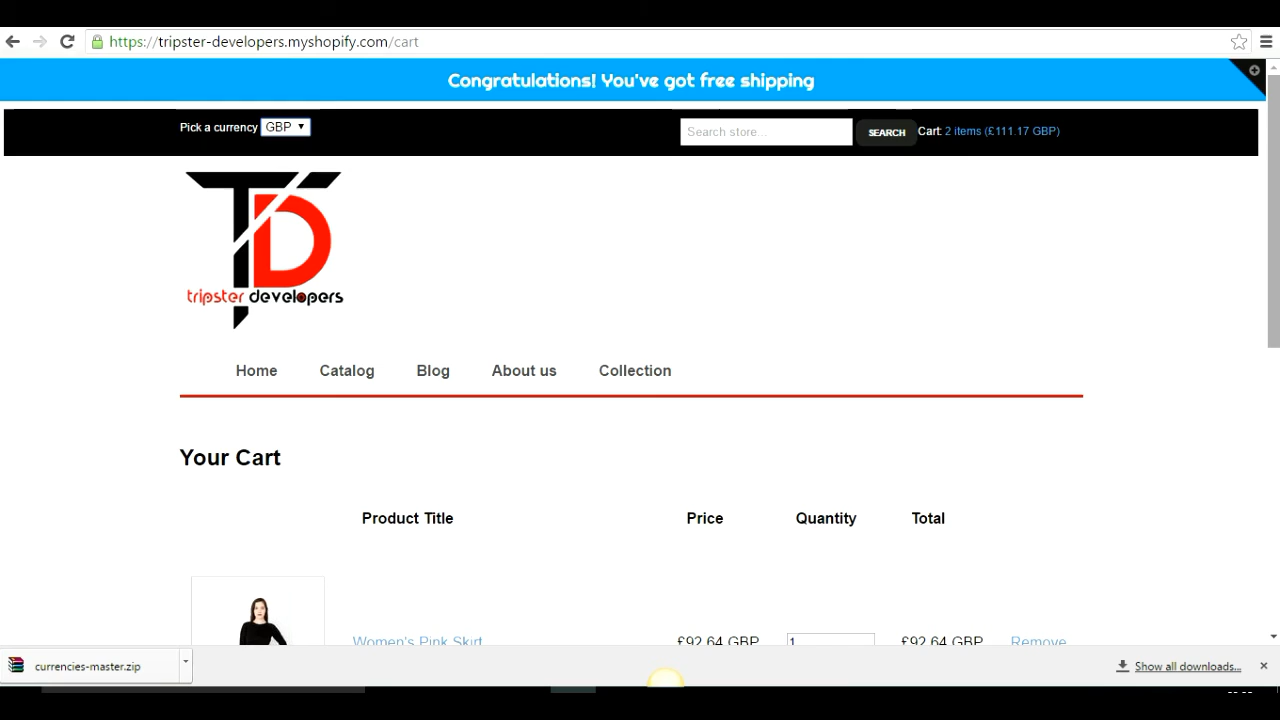 https://tripster-developers.myshopify.com/cart
Congratulations! You've got free shipping
Pick a currency GBP
Search store... SEARCH Cart: 2 items (£111.17 GBP)
TD
tripster developers
Home Catalog Blog About us Collection
Your Cart
Product Title Price Quantity Total
Women's Pink Skirt £92.64 GBP 1 £92.64 GBP Remove
currencies-master.zip Show all downloads...